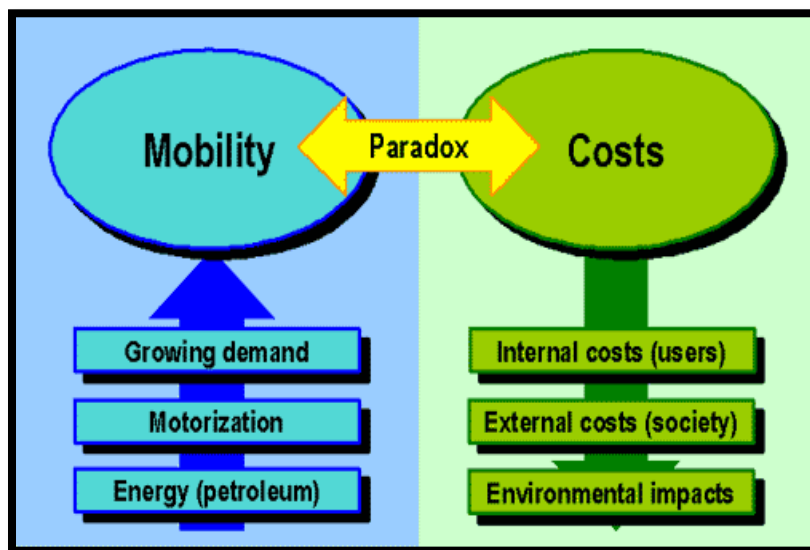 Mobility
Paradox
Costs
Growing demand
Motorization
Energy (petroleum)
Internal costs (users)
External costs (society)
Environmental impacts